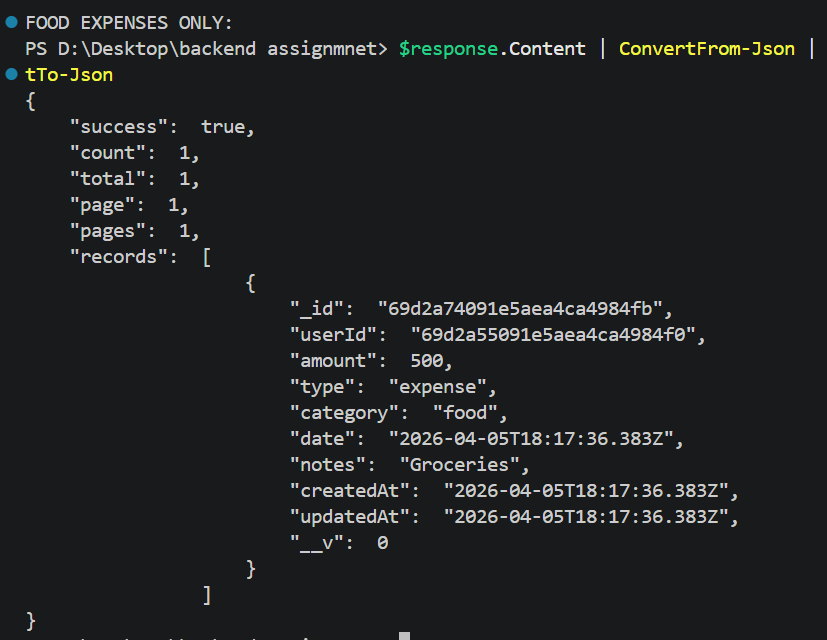 FOOD EXPENSES ONLY:
PS D:\Desktop\backend assignmnet> $response.Content | ConvertFrom-Json |
tTo-Json
{
    "success":  true,
    "count":  1,
    "total":  1,
    "page":  1,
    "pages":  1,
    "records":  [
                    {
                        "_id":  "69d2a74091e5aea4ca4984fb",
                        "userId":  "69d2a55091e5aea4ca4984f0",
                        "amount":  500,
                        "type":  "expense",
                        "category":  "food",
                        "date":  "2026-04-05T18:17:36.383Z",
                        "notes":  "Groceries",
                        "createdAt":  "2026-04-05T18:17:36.383Z",
                        "updatedAt":  "2026-04-05T18:17:36.383Z",
                        "__v":  0
                    }
                ]
}